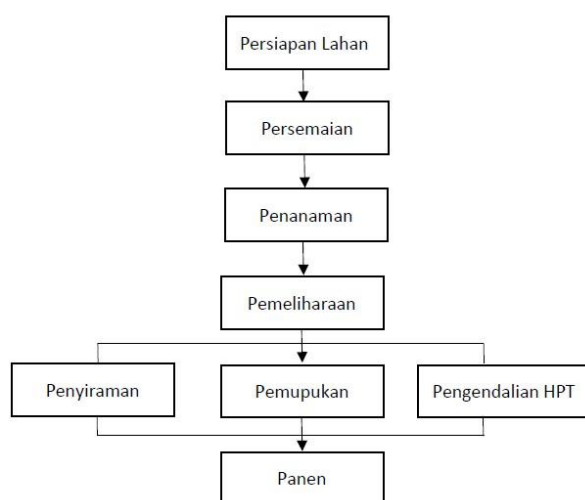 Persiapan Lahan
Persemaian
Penanaman
Pemeliharaan
Penyiraman
Pemupukan
Pengendalian HPT
Panen